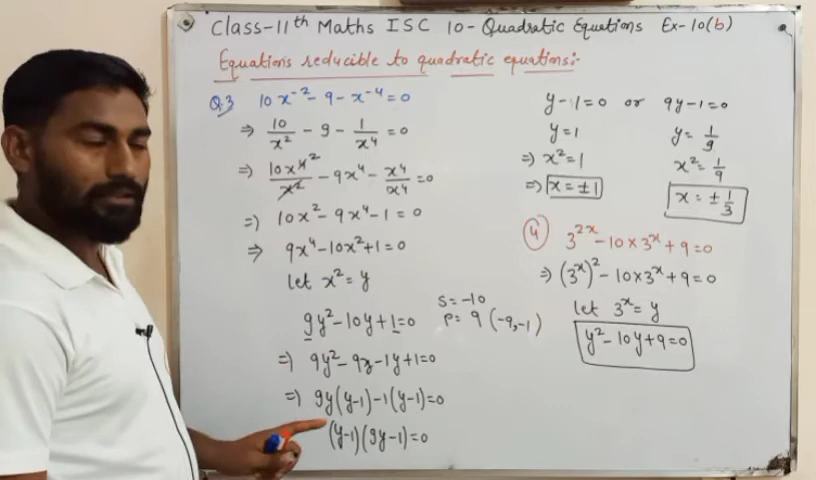 Class-11th Maths ISC 10-Quadratic Equations Ex-10(b)
Equations reducible to quadratic equations:-
Q.3 10x⁻² - 9 - x⁻⁴ = 0
⇒ 10/x² - 9 - 1/x⁴ = 0
⇒ 10x⁴²/x² - 9x⁴ - x⁴/x⁴ = 0
⇒ 10x² - 9x⁴ - 1 = 0
⇒ 9x⁴ - 10x² + 1 = 0
let x² = y
9y² - 10y + 1 = 0
S = -10
P = 9 (-9, -1)
⇒ 9y² - 9y - 1y + 1 = 0
⇒ 9y(y-1) - 1(y-1) = 0
(y-1)(9y-1) = 0
y - 1 = 0 or 9y - 1 = 0
y = 1 y = 1/9
⇒ x² = 1 x² = 1/9
⇒ x = ±1 x = ± 1/3
4 3²ˣ - 10 × 3ˣ + 9 = 0
⇒ (3ˣ)² - 10 × 3ˣ + 9 = 0
let 3ˣ = y
y² - 10y + 9 = 0